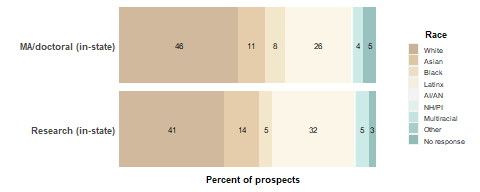 Race
MA/doctoral (in-state)
46 11 8 26 4 5
White
Asian
Black
Latinx
AI/AN
NH/PI
Multiracial
Other
No response
Research (in-state)
41 14 5 32 5 3
Percent of prospects